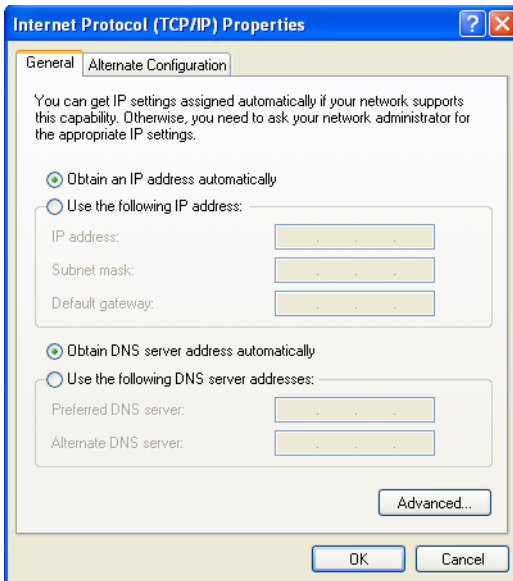 Internet Protocol (TCP/IP) Properties
General Alternate Configuration
You can get IP settings assigned automatically if your network supports
this capability. Otherwise, you need to ask your network administrator for
the appropriate IP settings.
Obtain an IP address automatically
Use the following IP address:
IP address:
Subnet mask:
Default gateway:
Obtain DNS server address automatically
Use the following DNS server addresses:
Preferred DNS server:
Alternate DNS server:
Advanced...
OK Cancel